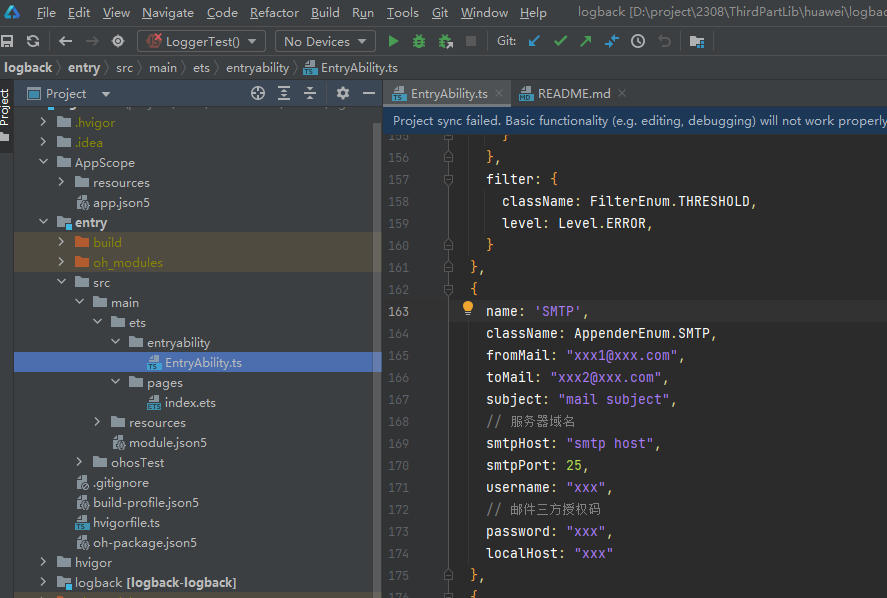 File Edit View Navigate Code Refactor Build Run Tools Git Window Help logback [D:\project\2308\ThirdPartLib\huawei\logbac
LoggerTest() No Devices Git:
logback entry src main ets entryability EntryAbility.ts
Project
Project
EntryAbility.ts
README.md
Project sync failed. Basic functionality (e.g. editing, debugging) will not work properly
.hvigor
.idea
AppScope
resources
app.json5
entry
build
oh_modules
src
main
ets
entryability
EntryAbility.ts
pages
index.ets
resources
module.json5
ohosTest
.gitignore
build-profile.json5
hvigorfile.ts
oh-package.json5
hvigor
logback [logback-logback]
155 }
156 },
157 filter: {
158 className: FilterEnum.THRESHOLD,
159 level: Level.ERROR,
160 }
161 },
162 {
163 name: 'SMTP',
164 className: AppenderEnum.SMTP,
165 fromMail: "xxx1@xxx.com",
166 toMail: "xxx2@xxx.com",
167 subject: "mail subject",
168 // 服务器域名
169 smtpHost: "smtp host",
170 smtpPort: 25,
171 username: "xxx",
172 // 邮件三方授权码
173 password: "xxx",
174 localHost: "xxx"
175 },
176 {